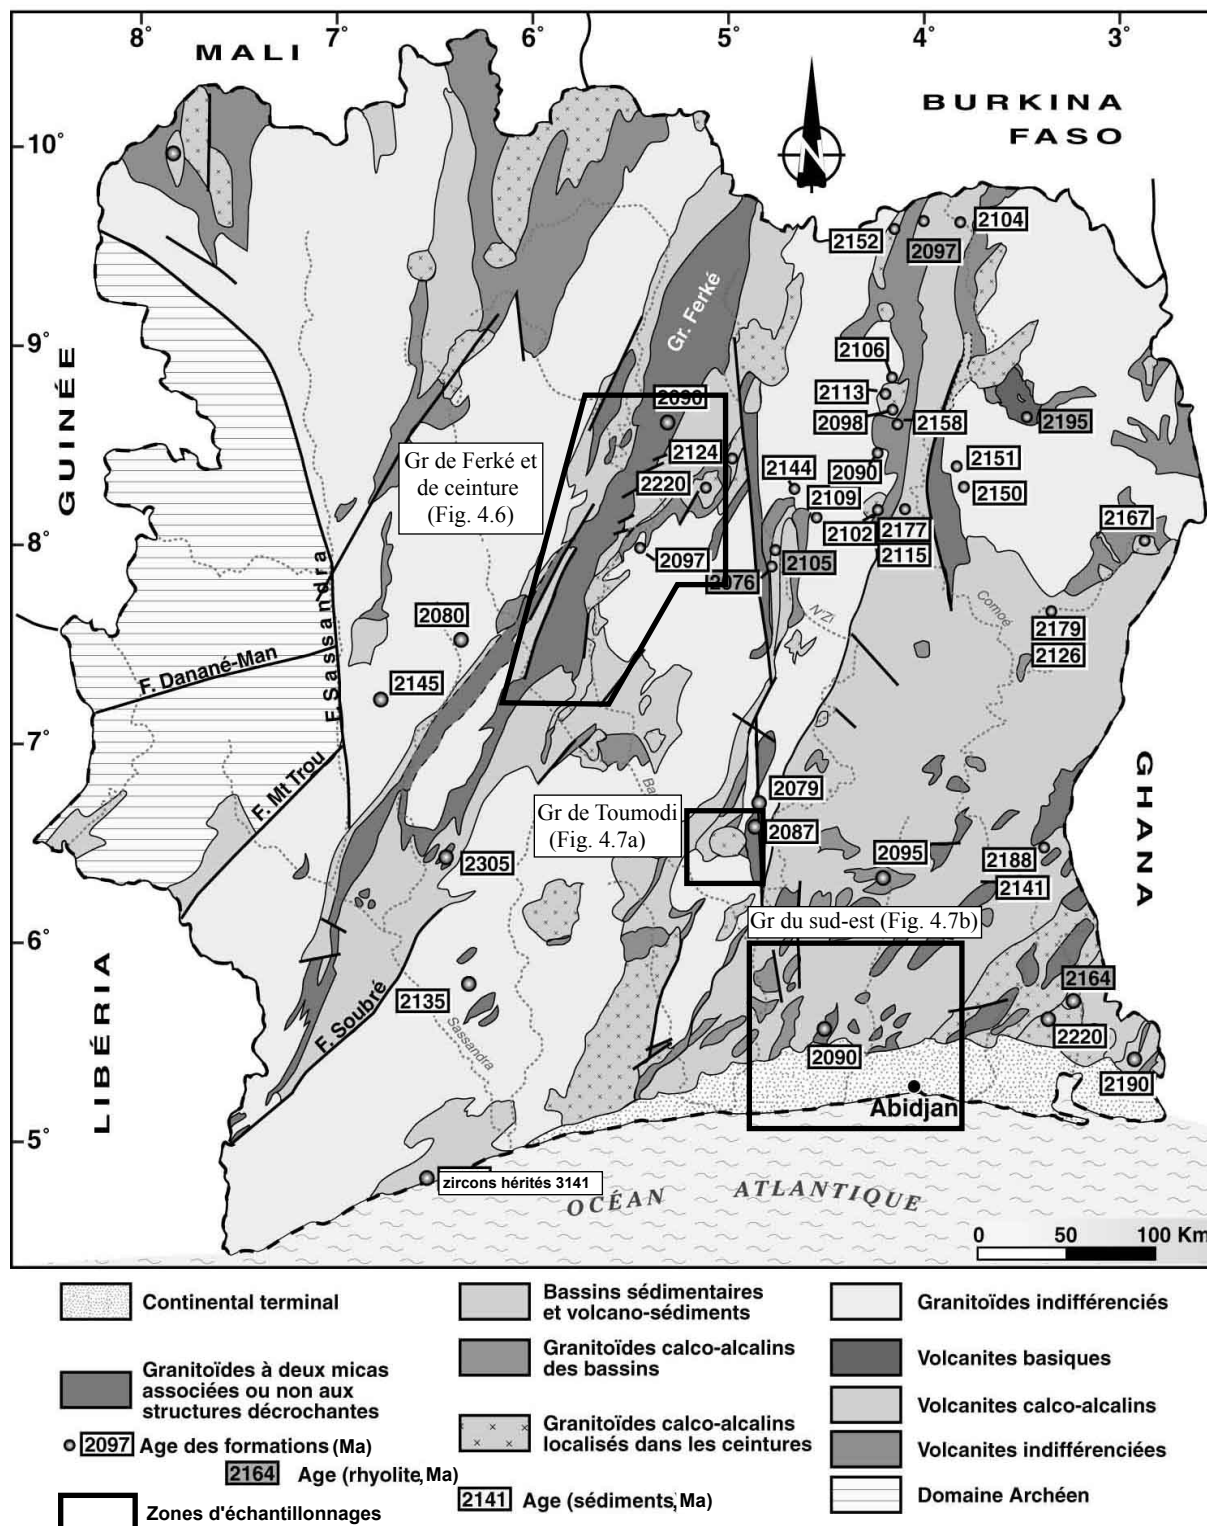 8°
7°
6°
5°
4°
3°
MALI
BURKINA
FASO
N
10°
9°
8°
7°
6°
5°
GUINÉE
LIBÉRIA
GHANA
2152
2097
2104
Gr. Ferké
2106
2113
2098
2158
2195
2090
2124
2220
2144
2109
2090
2151
2150
2102
2177
2115
2167
Gr de Ferké et
de ceinture
(Fig. 4.6)
2097
2076
2105
N'Zi
Comoé
2179
2126
F. Sassandra
2080
F. Danané-Man
2145
F. Mt Trou
Ba
2079
Gr de Toumodi
(Fig. 4.7a)
2087
2305
2095
2188
2141
Gr du sud-est (Fig. 4.7b)
2135
F. Soubré
Sassandra
2164
2220
2090
2190
Abidjan
zircons hérités 3141
OCÉAN ATLANTIQUE
0 50 100 Km
Continental terminal
Granitoïdes à deux micas
associées ou non aux
structures décrochantes
2097 Age des formations (Ma)
2164 Age (rhyolite, Ma)
Zones d'échantillonnages
Bassins sédimentaires
et volcano-sédiments
Granitoïdes calco-alcalins
des bassins
Granitoïdes calco-alcalins
localisés dans les ceintures
2141 Age (sédiments, Ma)
Granitoïdes indifférenciés
Volcanites basiques
Volcanites calco-alcalins
Volcanites indifférenciées
Domaine Archéen